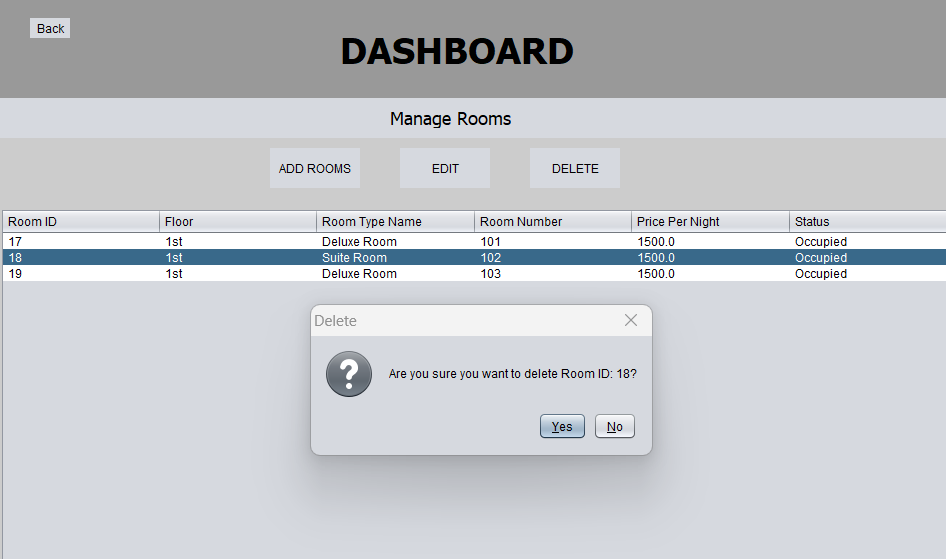 Back
DASHBOARD
Manage Rooms
ADD ROOMS EDIT DELETE
Room ID Floor Room Type Name Room Number Price Per Night Status
17 1st Deluxe Room 101 1500.0 Occupied
18 1st Suite Room 102 1500.0 Occupied
19 1st Deluxe Room 103 1500.0 Occupied
Delete
?
Are you sure you want to delete Room ID: 18?
Yes No